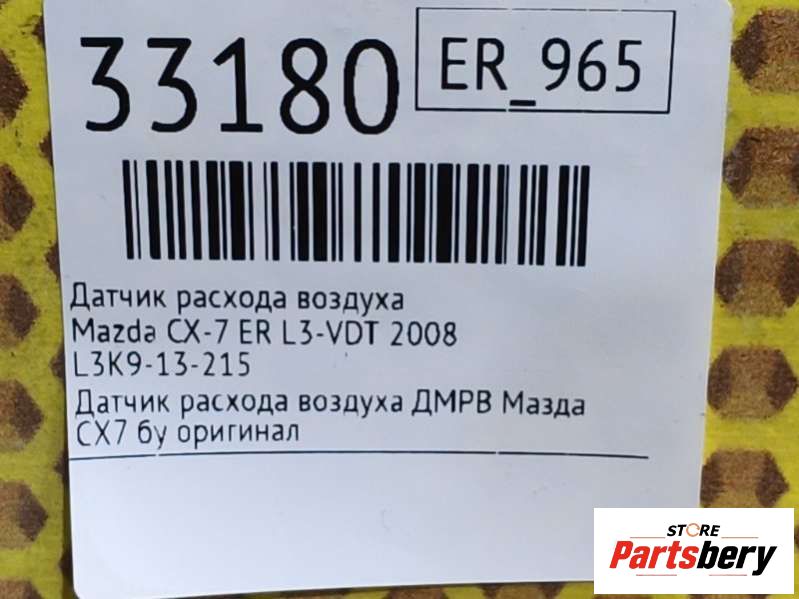 33180
ER_965
Датчик расхода воздуха
Mazda CX-7 ER L3-VDT 2008
L3K9-13-215
Датчик расхода воздуха ДМРВ Мазда
СХ7 бу оригинал
STORE
Partsbery